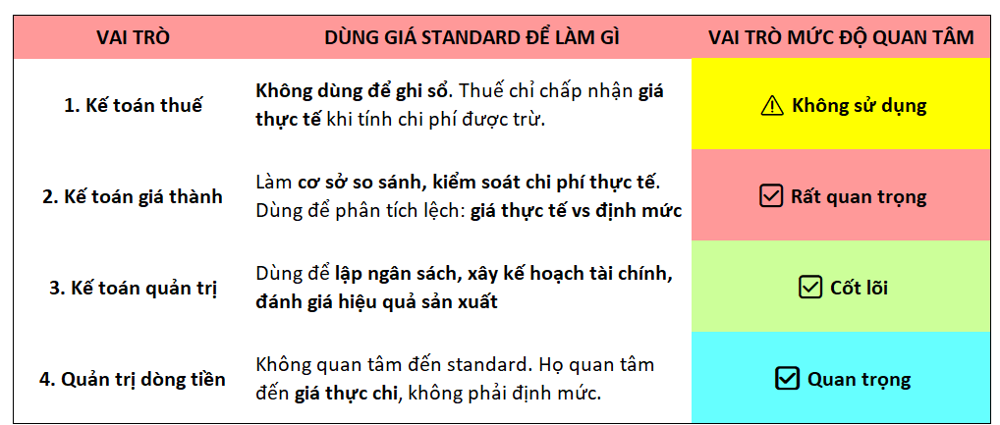 VAI TRÒ
DÙNG GIÁ STANDARD ĐỂ LÀM GÌ
VAI TRÒ MỨC ĐỘ QUAN TÂM
1. Kế toán thuế
Không dùng để ghi sổ. Thuế chỉ chấp nhận giá
thực tế khi tính chi phí được trừ.
⚠ Không sử dụng
2. Kế toán giá thành
Làm cơ sở so sánh, kiểm soát chi phí thực tế.
Dùng để phân tích lệch: giá thực tế vs định mức
☑ Rất quan trọng
3. Kế toán quản trị
Dùng để lập ngân sách, xây kế hoạch tài chính,
đánh giá hiệu quả sản xuất
☑ Cốt lõi
4. Quản trị dòng tiền
Không quan tâm đến standard. Họ quan tâm
đến giá thực chi, không phải định mức.
☑ Quan trọng